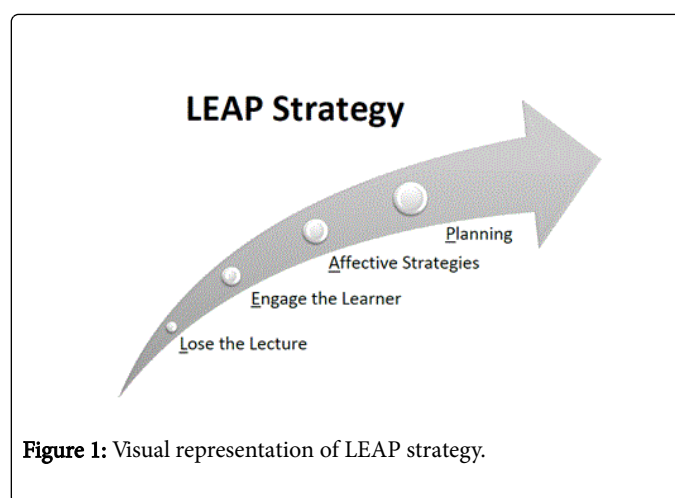 LEAP Strategy
Planning
Affective Strategies
Engage the Learner
Lose the Lecture
Figure 1: Visual representation of LEAP strategy.